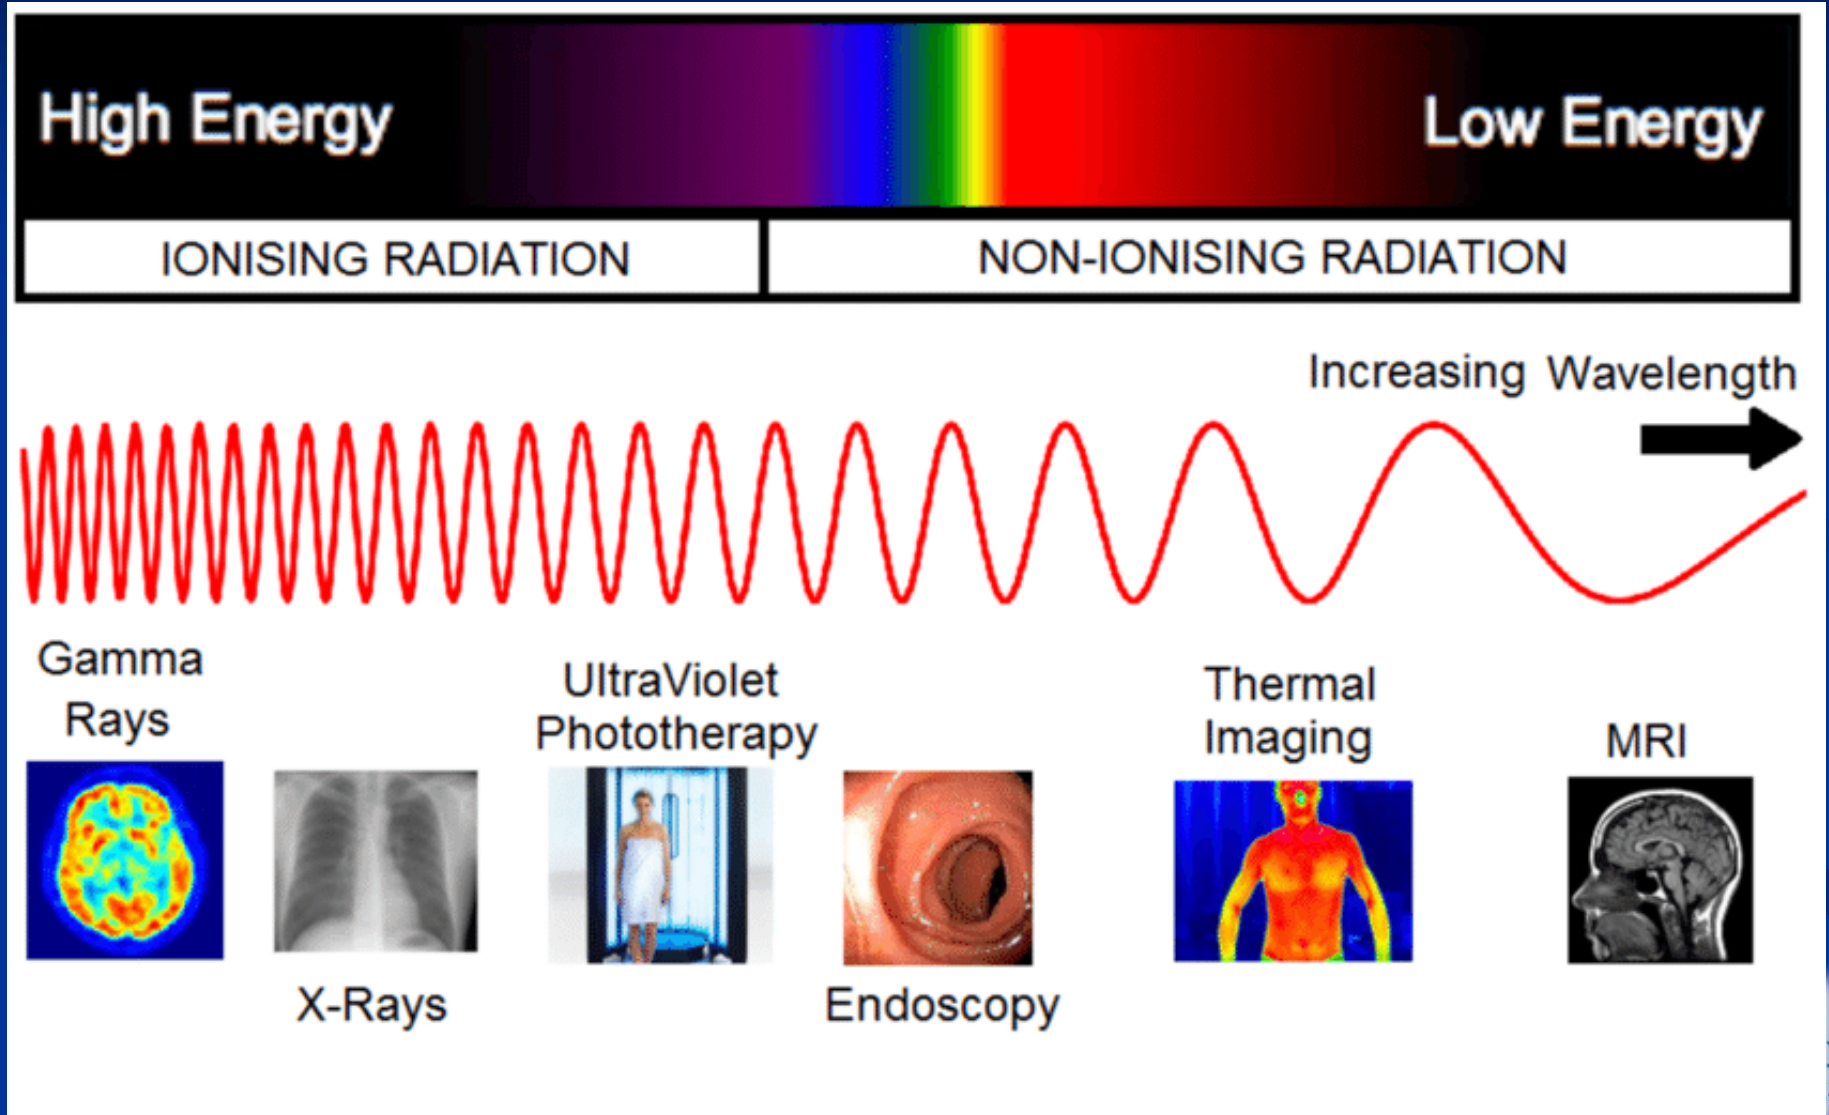 High Energy
Low Energy
IONISING RADIATION
NON-IONISING RADIATION
Increasing Wavelength
Gamma
Rays
UltraViolet
Phototherapy
Thermal
Imaging
MRI
X-Rays
Endoscopy